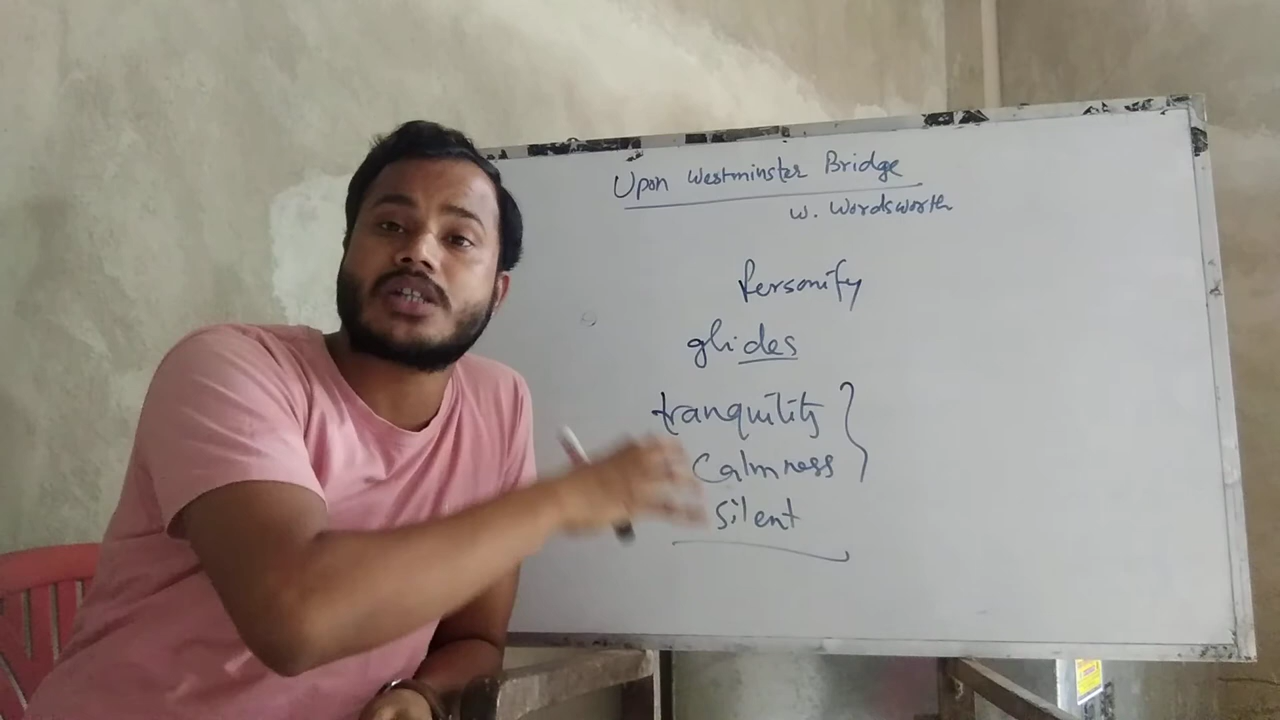 Upon Westminster Bridge
W. Wordsworth
Personify
glides
tranquility
Calmness
Silent